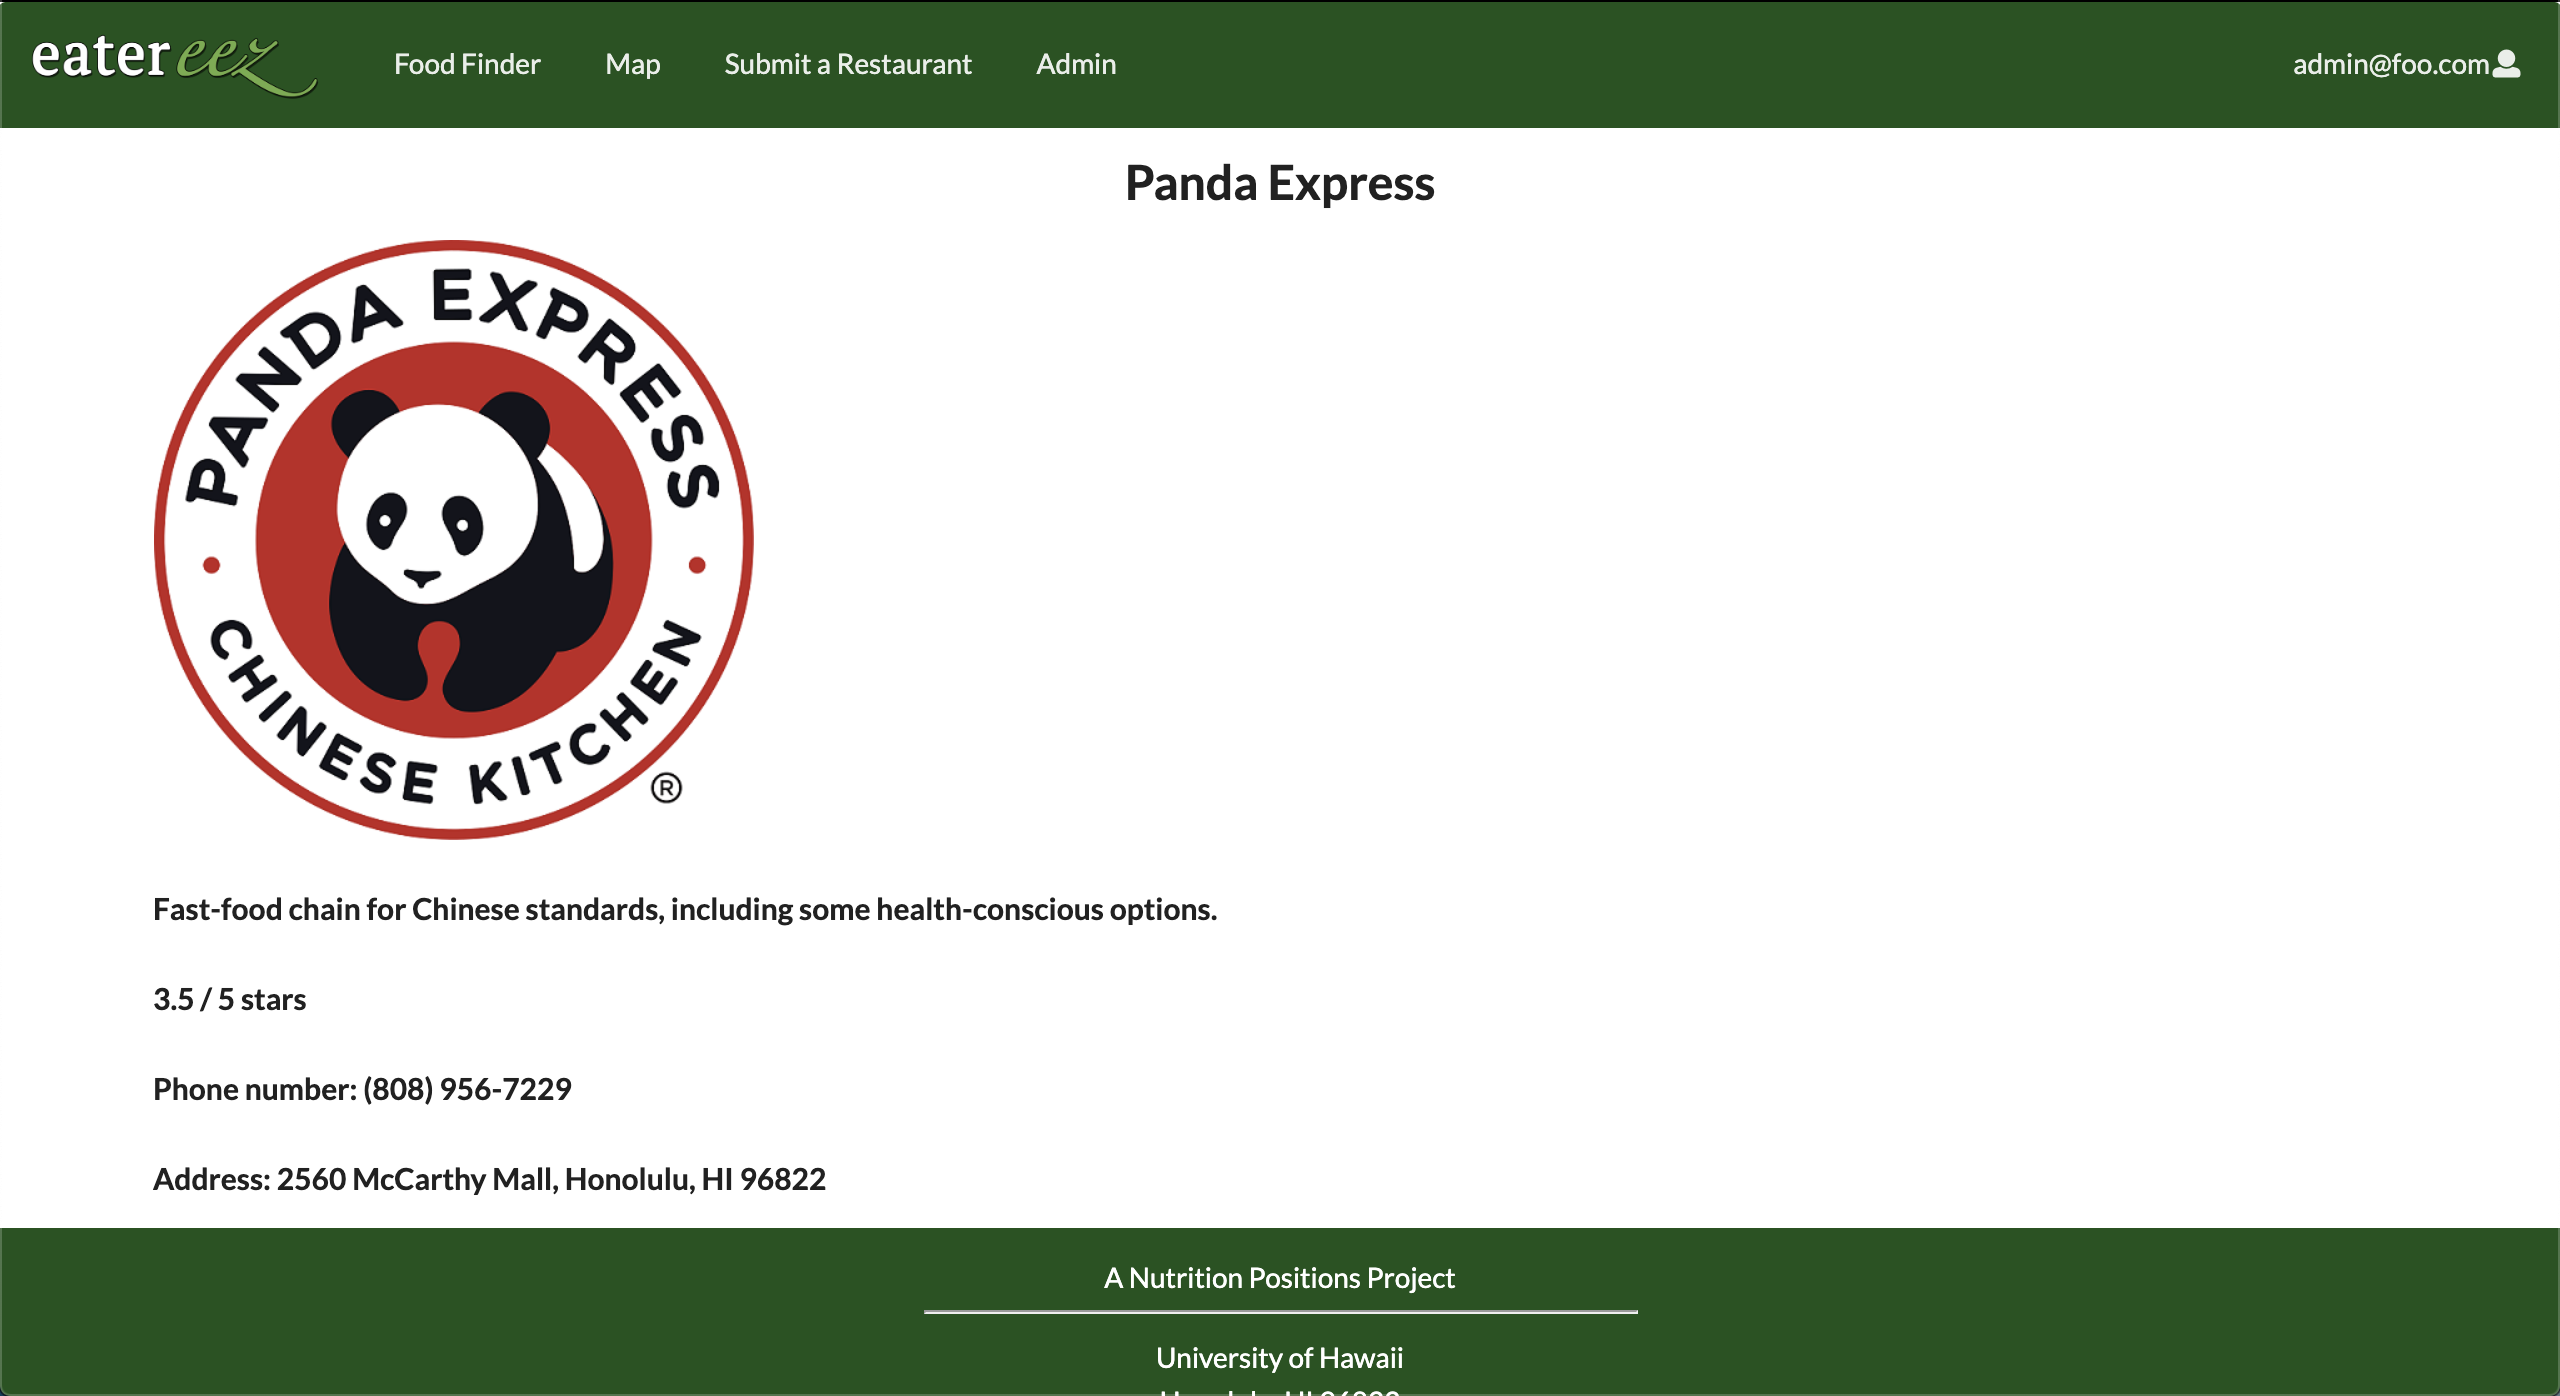 eatereez Food Finder Map Submit a Restaurant Admin admin@foo.com
Panda Express
PANDA EXPRESS
CHINESE KITCHEN
®
Fast-food chain for Chinese standards, including some health-conscious options.
3.5 / 5 stars
Phone number: (808) 956-7229
Address: 2560 McCarthy Mall, Honolulu, HI 96822
A Nutrition Positions Project
University of Hawaii